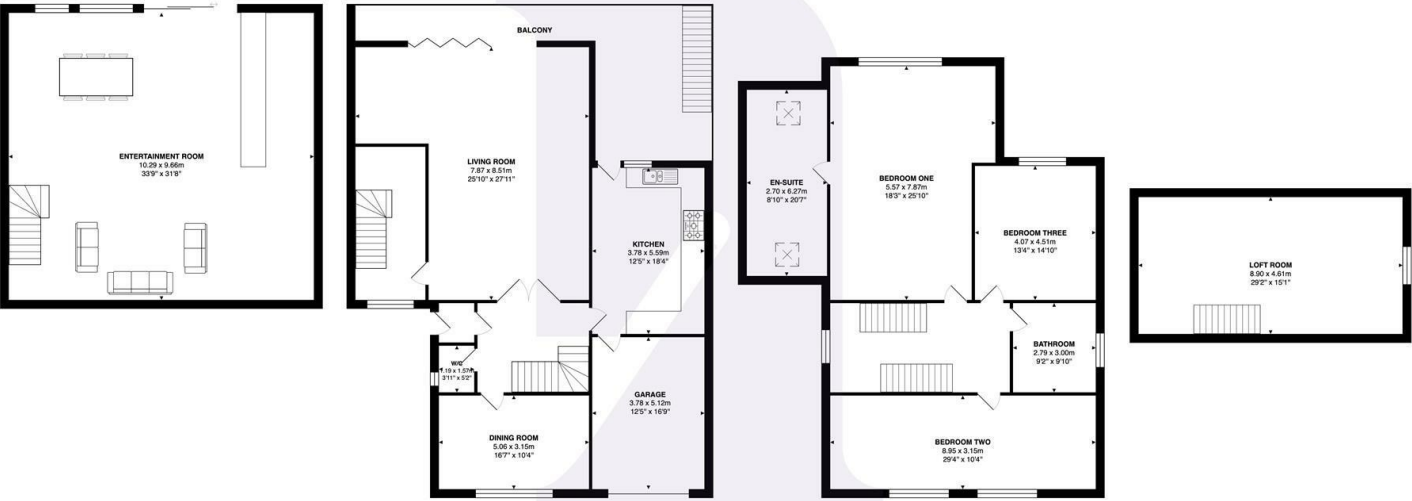 ENTERTAINMENT ROOM
10.29 x 9.66m
33'9" x 31'8"
BALCONY
LIVING ROOM
7.87 x 8.51m
25'10" x 27'11"
KITCHEN
3.78 x 5.59m
12'5" x 18'4"
W/C
1.19 x 1.57m
3'11" x 5'2"
GARAGE
3.78 x 5.12m
12'5" x 16'9"
DINING ROOM
5.06 x 3.15m
16'7" x 10'4"
EN-SUITE
2.70 x 6.27m
8'10" x 20'7"
BEDROOM ONE
5.57 x 7.87m
18'3" x 25'10"
BEDROOM THREE
4.07 x 4.51m
13'4" x 14'10"
BATHROOM
2.79 x 3.00m
9'2" x 9'10"
BEDROOM TWO
8.95 x 3.15m
29'4" x 10'4"
LOFT ROOM
8.90 x 4.61m
29'2" x 15'1"